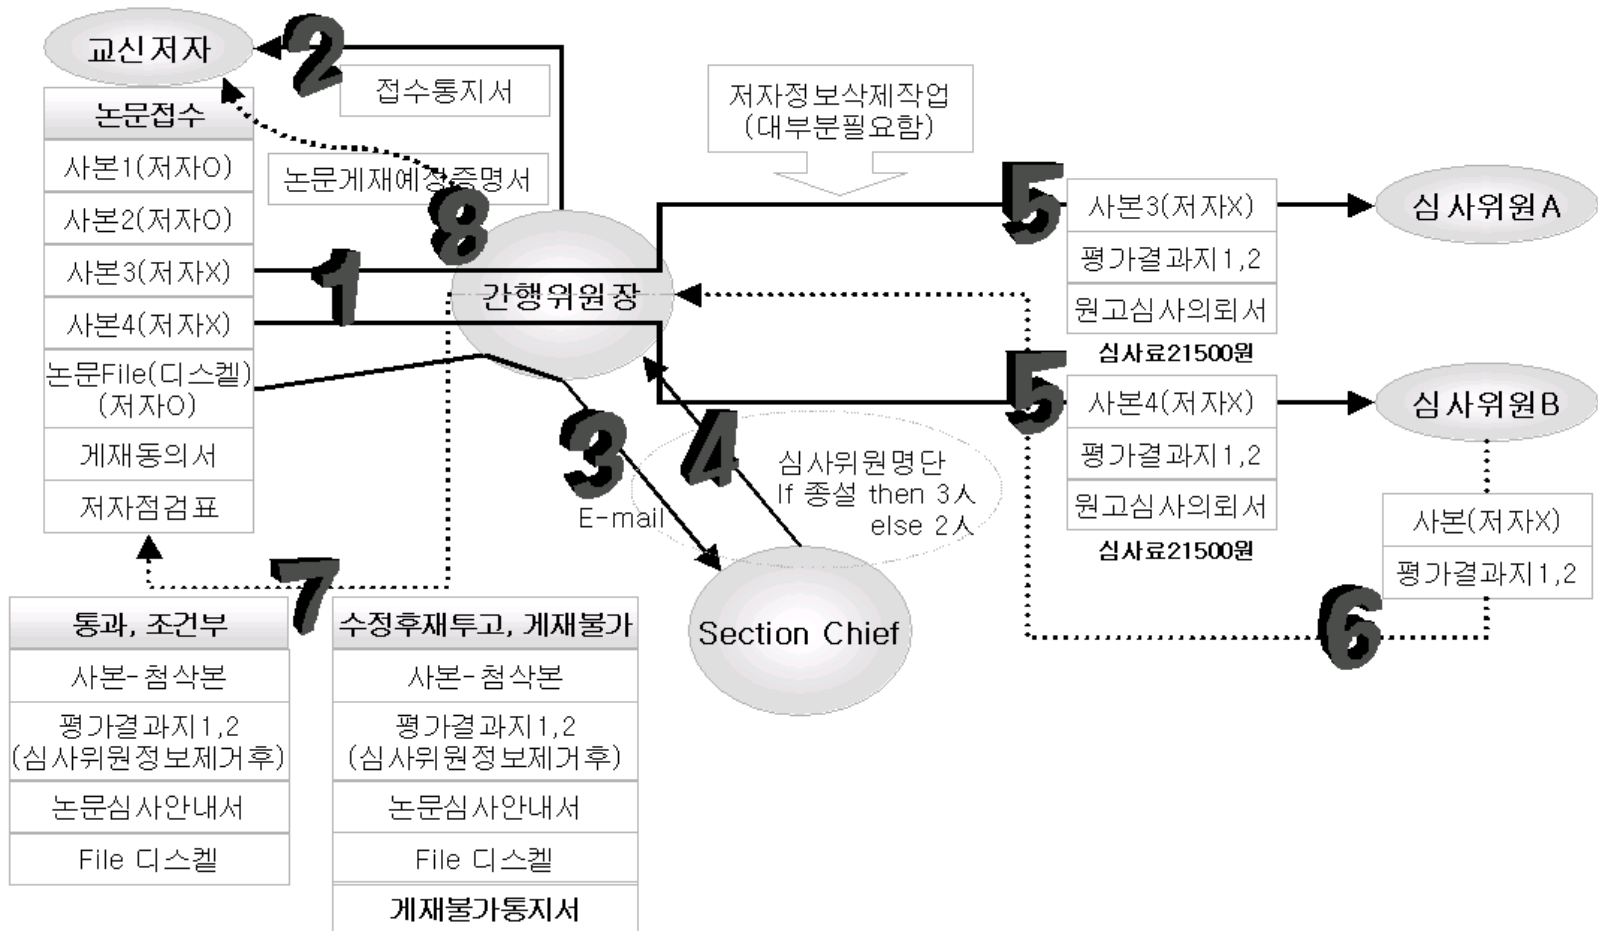 교신저자
2
접수통지서
저자정보삭제작업
(대부분필요함)
논문접수
사본1(저자O)
사본2(저자O)
사본3(저자X)
사본4(저자X)
논문File(디스켈)
(저자O)
게재동의서
저자점검표
논문게재예정증명서
8
1
간행위원장
5
사본3(저자X)
평가결과지1,2
원고심사의뢰서
심사료21500원
심사위원A
5
사본4(저자X)
평가결과지1,2
원고심사의뢰서
심사료21500원
심사위원B
3
E-mail
4
심사위원명단
If 종설 then 3人
else 2人
Section Chief
사본(저자X)
평가결과지1,2
6
7
통과, 조건부
사본-첨삭본
평가결과지1,2
(심사위원정보제거후)
논문심사안내서
File 디스켈
수정후재투고, 게재불가
사본-첨삭본
평가결과지1,2
(심사위원정보제거후)
논문심사안내서
File 디스켈
게재불가통지서